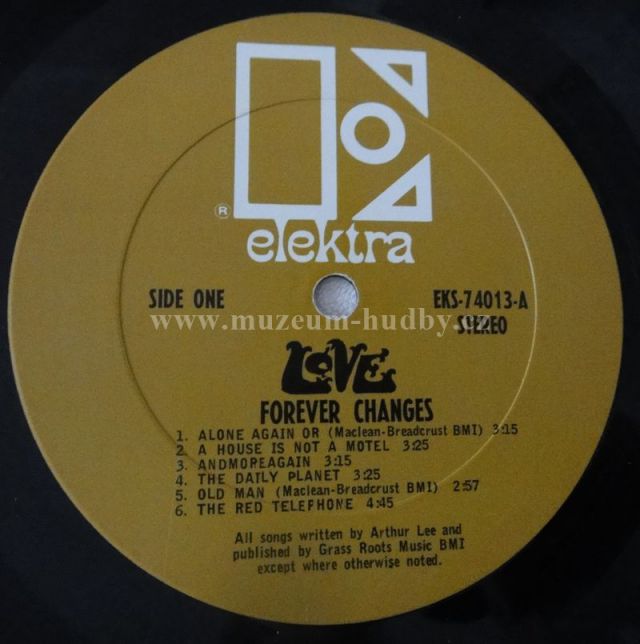 ®
elektra
SIDE ONE
EKS-74013-A
STEREO
www.muzeum-hudby.cz
LOVE
FOREVER CHANGES
1. ALONE AGAIN OR (Maclean-Breadcrust BMI) 3:15
2. A HOUSE IS NOT A MOTEL 3:25
3. ANDMOREAGAIN 3:15
4. THE DAILY PLANET 3:25
5. OLD MAN (Maclean-Breadcrust BMI) 2:57
6. THE RED TELEPHONE 4:45
All songs written by Arthur Lee and
published by Grass Roots Music BMI
except where otherwise noted.